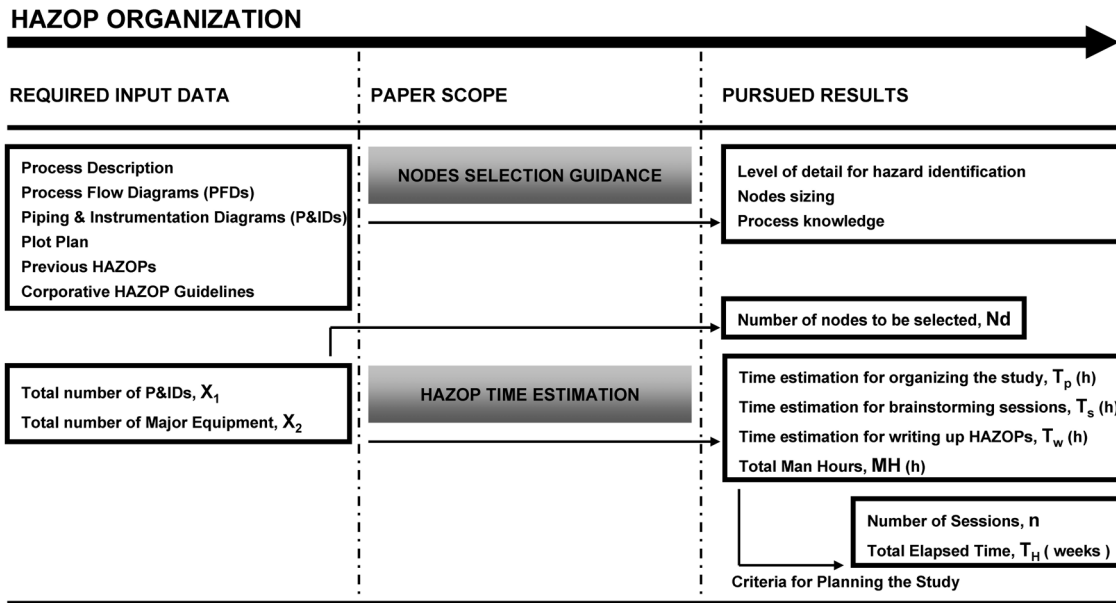 HAZOP ORGANIZATION
REQUIRED INPUT DATA
PAPER SCOPE
PURSUED RESULTS
Process Description
Process Flow Diagrams (PFDs)
Piping & Instrumentation Diagrams (P&IDs)
Plot Plan
Previous HAZOPs
Corporative HAZOP Guidelines
NODES SELECTION GUIDANCE
Level of detail for hazard identification
Nodes sizing
Process knowledge
Number of nodes to be selected, Nd
Total number of P&IDs, X₁
Total number of Major Equipment, X₂
HAZOP TIME ESTIMATION
Time estimation for organizing the study, Tₚ (h)
Time estimation for brainstorming sessions, Tₛ (h)
Time estimation for writing up HAZOPs, T_w (h)
Total Man Hours, MH (h)
Number of Sessions, n
Total Elapsed Time, T_H ( weeks )
Criteria for Planning the Study